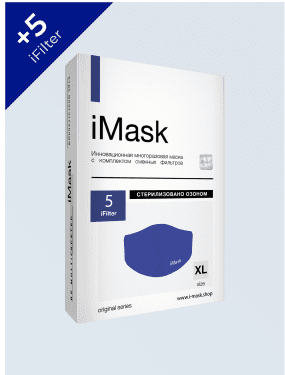 +5
iFilter
iMask
Инновационная многоразовая маска
с комплектом сменных фильтров
СТЕРИЛИЗОВАНО ОЗОНОМ
5
iFilter
iMask
XL
size
www.i-mask.shop
original series
iMask